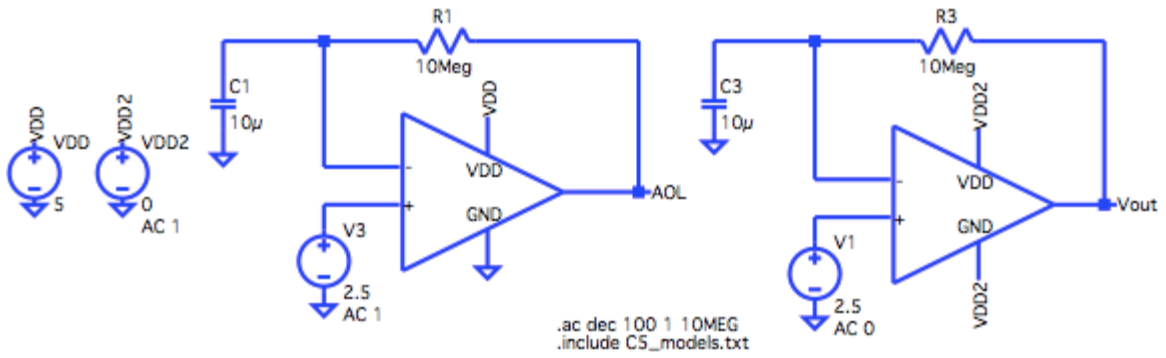 VDD
VDD
5
VDD2
VDD2
0
AC 1
C1
10µ
R1
10Meg
VDD
-
+
VDD
GND
AOL
V3
2.5
AC 1
C3
10µ
R3
10Meg
VDD2
-
+
VDD
GND
VDD2
Vout
V1
2.5
AC 0
.ac dec 100 1 10MEG
.include C5_models.txt